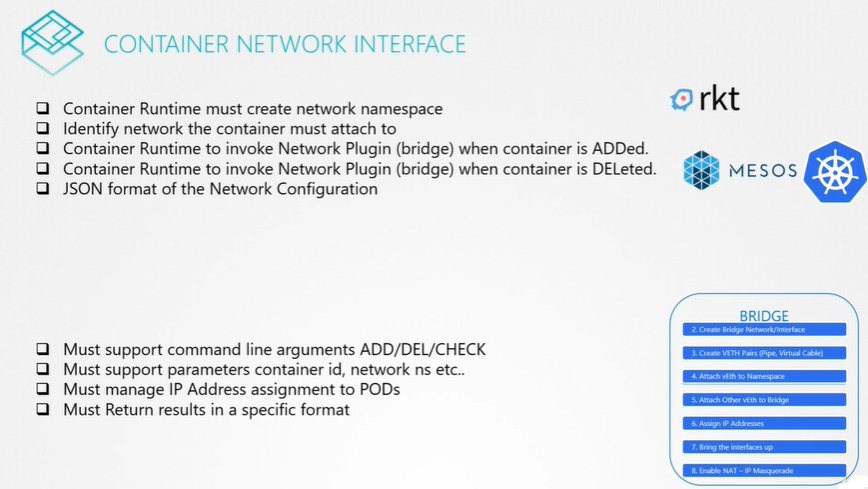 CONTAINER NETWORK INTERFACE
Container Runtime must create network namespace
Identify network the container must attach to
Container Runtime to invoke Network Plugin (bridge) when container is ADDed.
Container Runtime to invoke Network Plugin (bridge) when container is DELeted.
JSON format of the Network Configuration
rkt
MESOS
Must support command line arguments ADD/DEL/CHECK
Must support parameters container id, network ns etc..
Must manage IP Address assignment to PODs
Must Return results in a specific format
BRIDGE
2. Create Bridge Network/Interface
3. Create VETH Pairs (Pipe, Virtual Cable)
4. Attach vEth to Namespace
5. Attach Other vEth to Bridge
6. Assign IP Addresses
7. Bring the interfaces up
8. Enable NAT – IP Masquerade